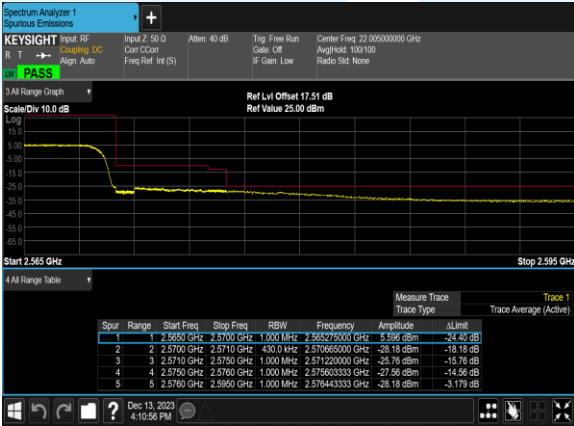 Spectrum Analyzer 1
Spurious Emissions
KEYSIGHT Input: RF Input Z: 50 Ω Atten: 40 dB Trig: Free Run Center Freq: 22.005000000 GHz
R T Coupling: DC Corr CCorr Gate: Off Avg|Hold: 100/100
Align: Auto Freq Ref: Int (S) IF Gain: Low Radio Std: None
LW PASS
3 All Range Graph
Ref Lvl Offset 17.51 dB
Scale/Div 10.0 dB Ref Value 25.00 dBm
Log
15.0
5.00
-5.00
-15.0
-25.0
-35.0
-45.0
-55.0
-65.0
Start 2.565 GHz Stop 2.595 GHz
4 All Range Table
Measure Trace Trace 1
Trace Type Trace Average (Active)
Spur Range Start Freq Stop Freq RBW Frequency Amplitude ΔLimit
1 1 2.5650 GHz 2.5700 GHz 1.000 MHz 2.565275000 GHz 5.596 dBm -24.40 dB
2 2 2.5700 GHz 2.5710 GHz 430.0 kHz 2.570665000 GHz -28.18 dBm -18.18 dB
3 3 2.5710 GHz 2.5750 GHz 1.000 MHz 2.571220000 GHz -25.76 dBm -15.76 dB
4 4 2.5750 GHz 2.5760 GHz 1.000 MHz 2.575603333 GHz -27.56 dBm -14.56 dB
5 5 2.5760 GHz 2.5950 GHz 1.000 MHz 2.576443333 GHz -28.18 dBm -3.179 dB
? Dec 13, 2023
4:10:56 PM